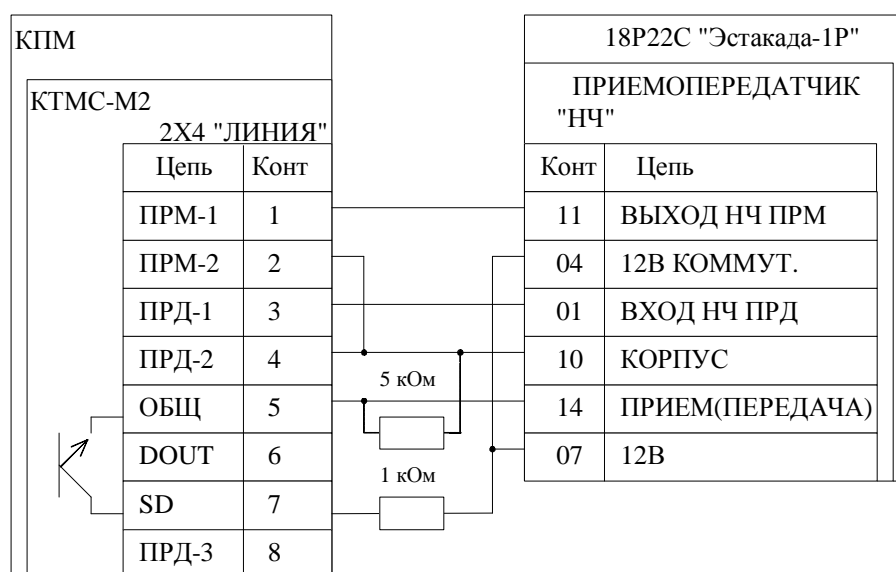 КПМ
КТМС-М2
2X4 "ЛИНИЯ"
Цепь Конт
ПРМ-1 1
ПРМ-2 2
ПРД-1 3
ПРД-2 4
ОБЩ 5
DOUT 6
SD 7
ПРД-3 8
5 кОм
1 кОм
18Р22С "Эстакада-1Р"
ПРИЕМОПЕРЕДАТЧИК
"НЧ"
Конт Цепь
11 ВЫХОД НЧ ПРМ
04 12В КОММУТ.
01 ВХОД НЧ ПРД
10 КОРПУС
14 ПРИЕМ(ПЕРЕДАЧА)
07 12В